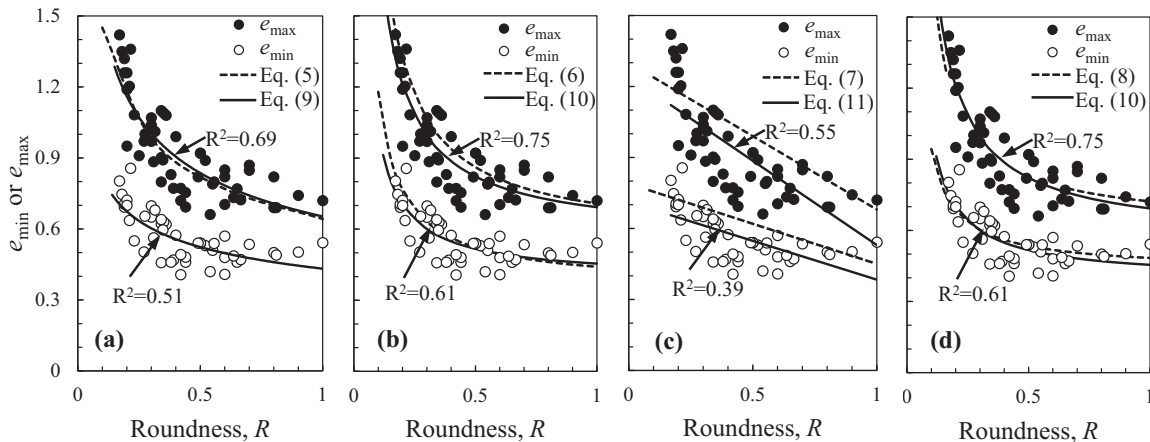 1.5
1.2
0.9
0.6
0.3
0
e_min or e_max
e_max
e_min
Eq. (5)
Eq. (9)
R²=0.69
R²=0.51
(a)
0
0.5
1
Roundness, R
e_max
e_min
Eq. (6)
Eq. (10)
R²=0.75
R²=0.61
(b)
0
0.5
1
Roundness, R
e_max
e_min
Eq. (7)
Eq. (11)
R²=0.55
R²=0.39
(c)
0
0.5
1
Roundness, R
e_max
e_min
Eq. (8)
Eq. (10)
R²=0.75
R²=0.61
(d)
0
0.5
1
Roundness, R